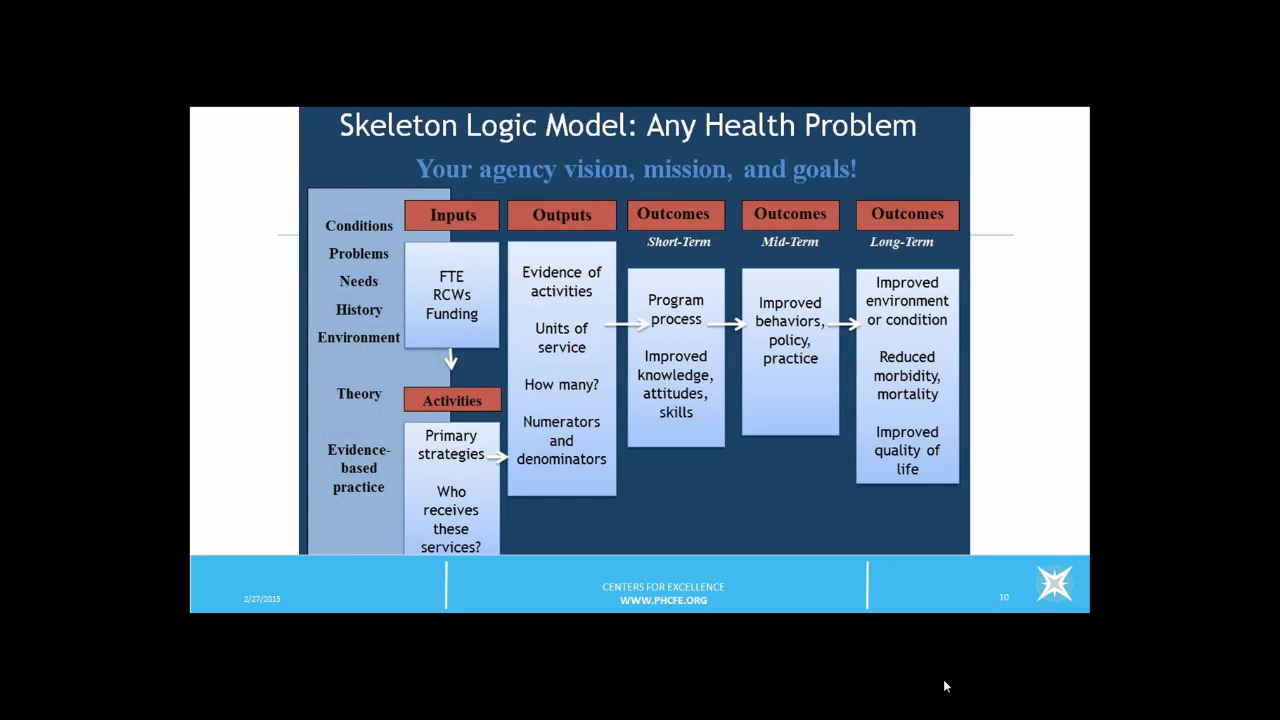 Skeleton Logic Model: Any Health Problem
Your agency vision, mission, and goals!
Conditions
Problems
Needs
History
Environment
Theory
Evidence-
based
practice
Inputs
FTE
RCWs
Funding
Activities
Primary
strategies
Who
receives
these
services?
Outputs
Evidence of
activities
Units of
service
How many?
Numerators
and
denominators
Outcomes
Short-Term
Program
process
Improved
knowledge,
attitudes,
skills
Outcomes
Mid-Term
Improved
behaviors,
policy,
practice
Outcomes
Long-Term
Improved
environment
or condition
Reduced
morbidity,
mortality
Improved
quality of
life
2/27/2015
CENTERS FOR EXCELLENCE
WWW.PHCFE.ORG
10